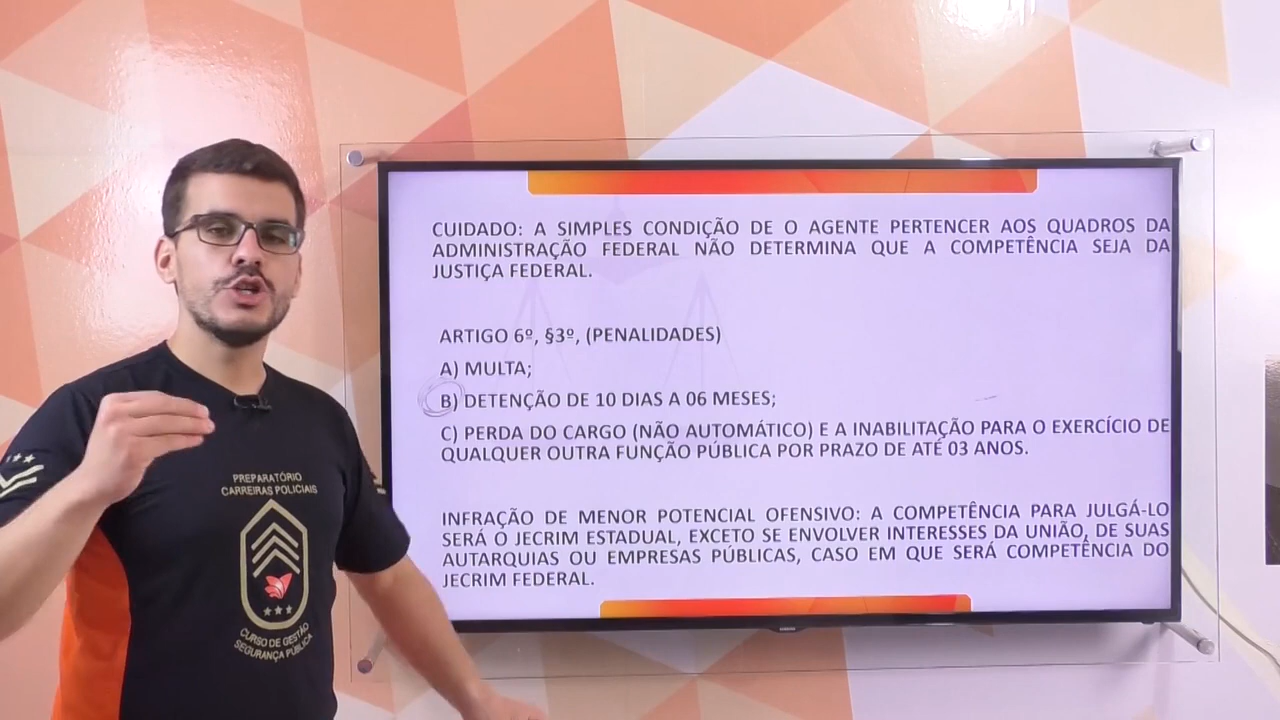 CUIDADO: A SIMPLES CONDIÇÃO DE O AGENTE PERTENCER AOS QUADROS DA
ADMINISTRAÇÃO FEDERAL NÃO DETERMINA QUE A COMPETÊNCIA SEJA DA
JUSTIÇA FEDERAL.
ARTIGO 6º, §3º, (PENALIDADES)
A) MULTA;
B) DETENÇÃO DE 10 DIAS A 06 MESES;
C) PERDA DO CARGO (NÃO AUTOMÁTICO) E A INABILITAÇÃO PARA O EXERCÍCIO DE
QUALQUER OUTRA FUNÇÃO PÚBLICA POR PRAZO DE ATÉ 03 ANOS.
INFRAÇÃO DE MENOR POTENCIAL OFENSIVO: A COMPETÊNCIA PARA JULGÁ-LO
SERÁ O JECRIM ESTADUAL, EXCETO SE ENVOLVER INTERESSES DA UNIÃO, DE SUAS
AUTARQUIAS OU EMPRESAS PÚBLICAS, CASO EM QUE SERÁ COMPETÊNCIA DO
JECRIM FEDERAL.
PREPARATÓRIO
CARREIRAS POLICIAIS
CURSO DE GESTÃO
SEGURANÇA PÚBLICA